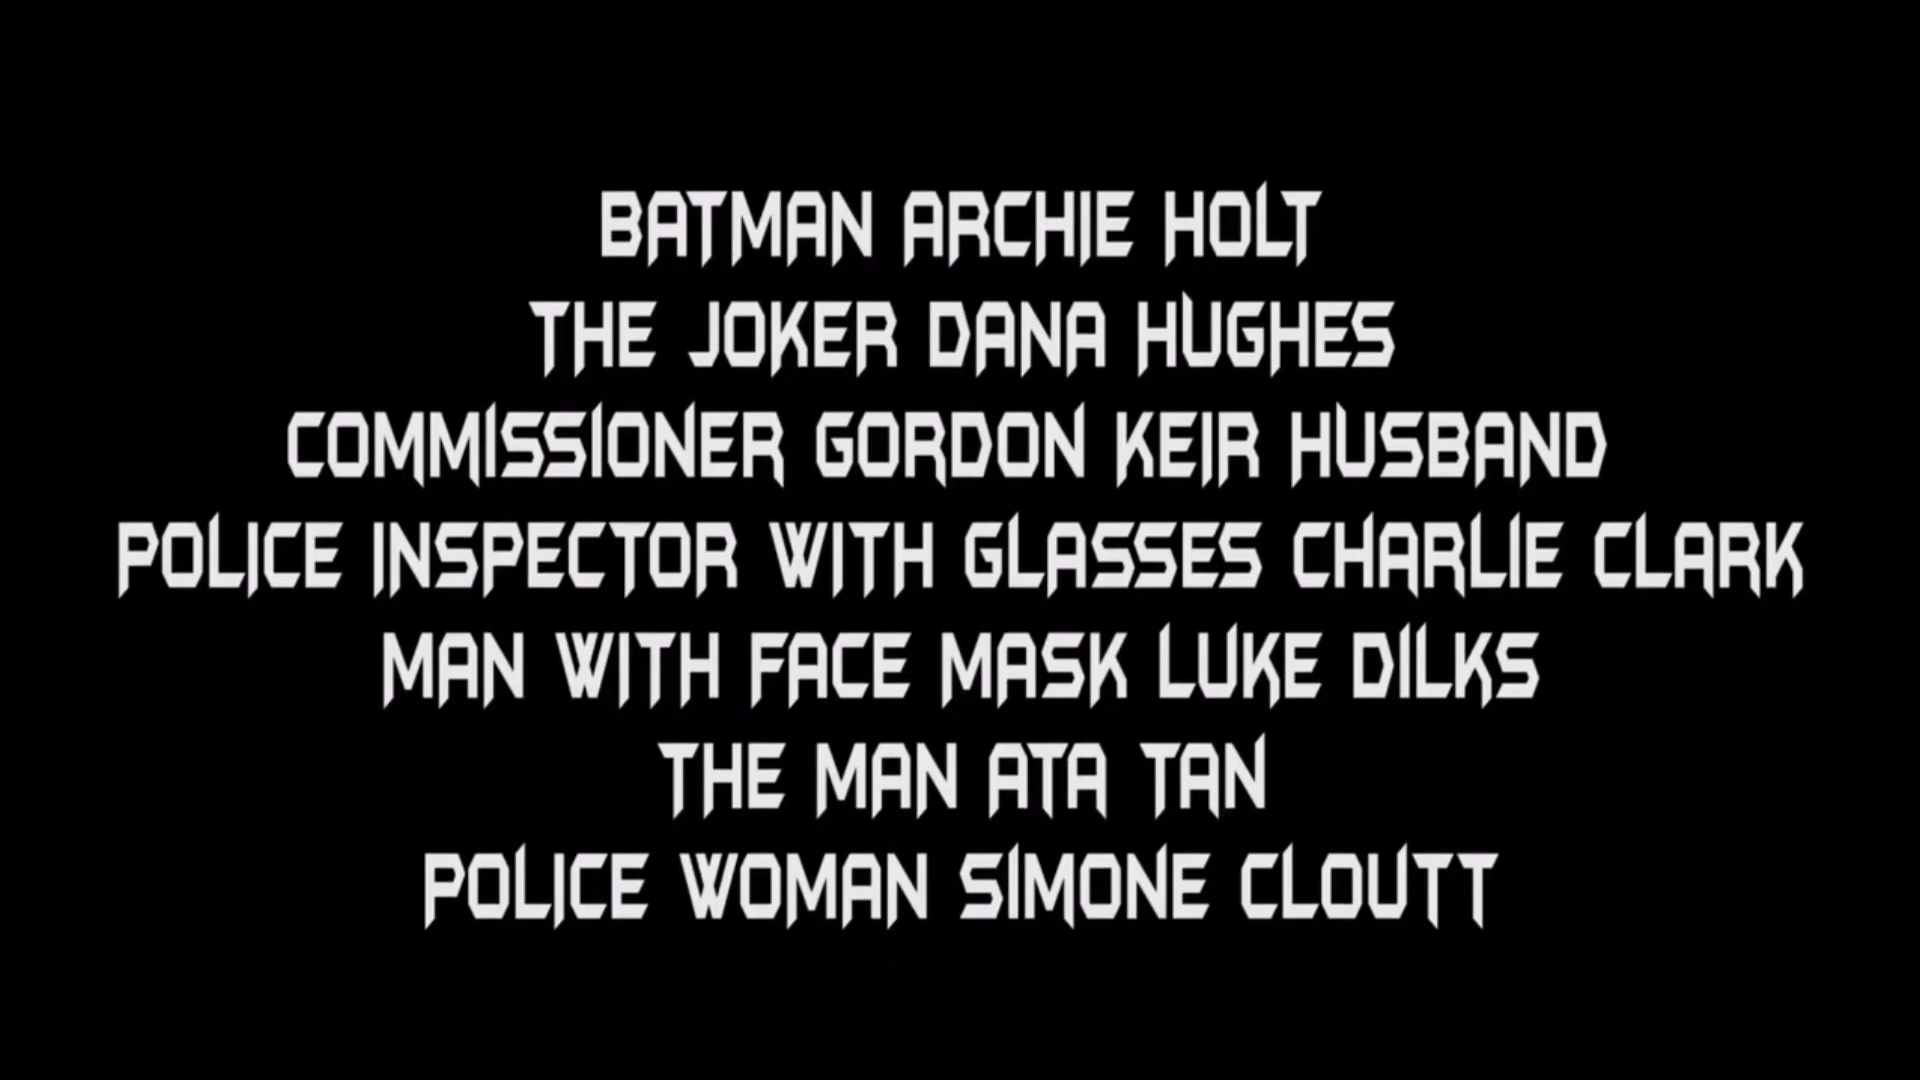 BATMAN ARCHIE HOLT
THE JOKER DANA HUGHES
COMMISSIONER GORDON KEIR HUSBAND
POLICE INSPECTOR WITH GLASSES CHARLIE CLARK
MAN WITH FACE MASK LUKE DILKS
THE MAN ATA TAN
POLICE WOMAN SIMONE CLOUTT